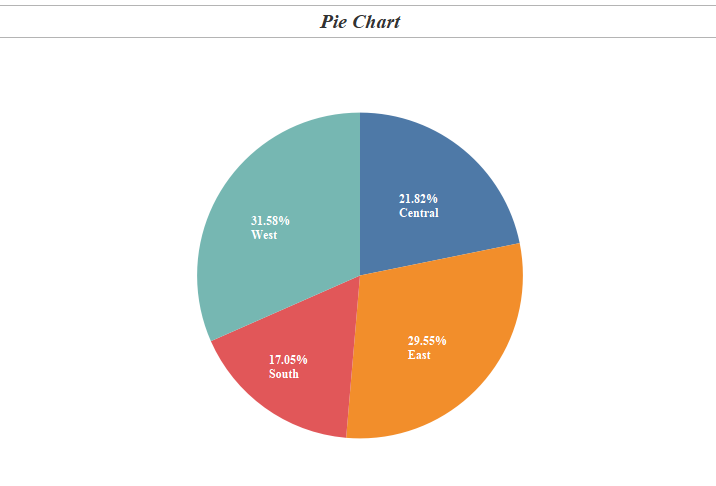 Pie Chart
21.82%
Central
31.58%
West
29.55%
East
17.05%
South